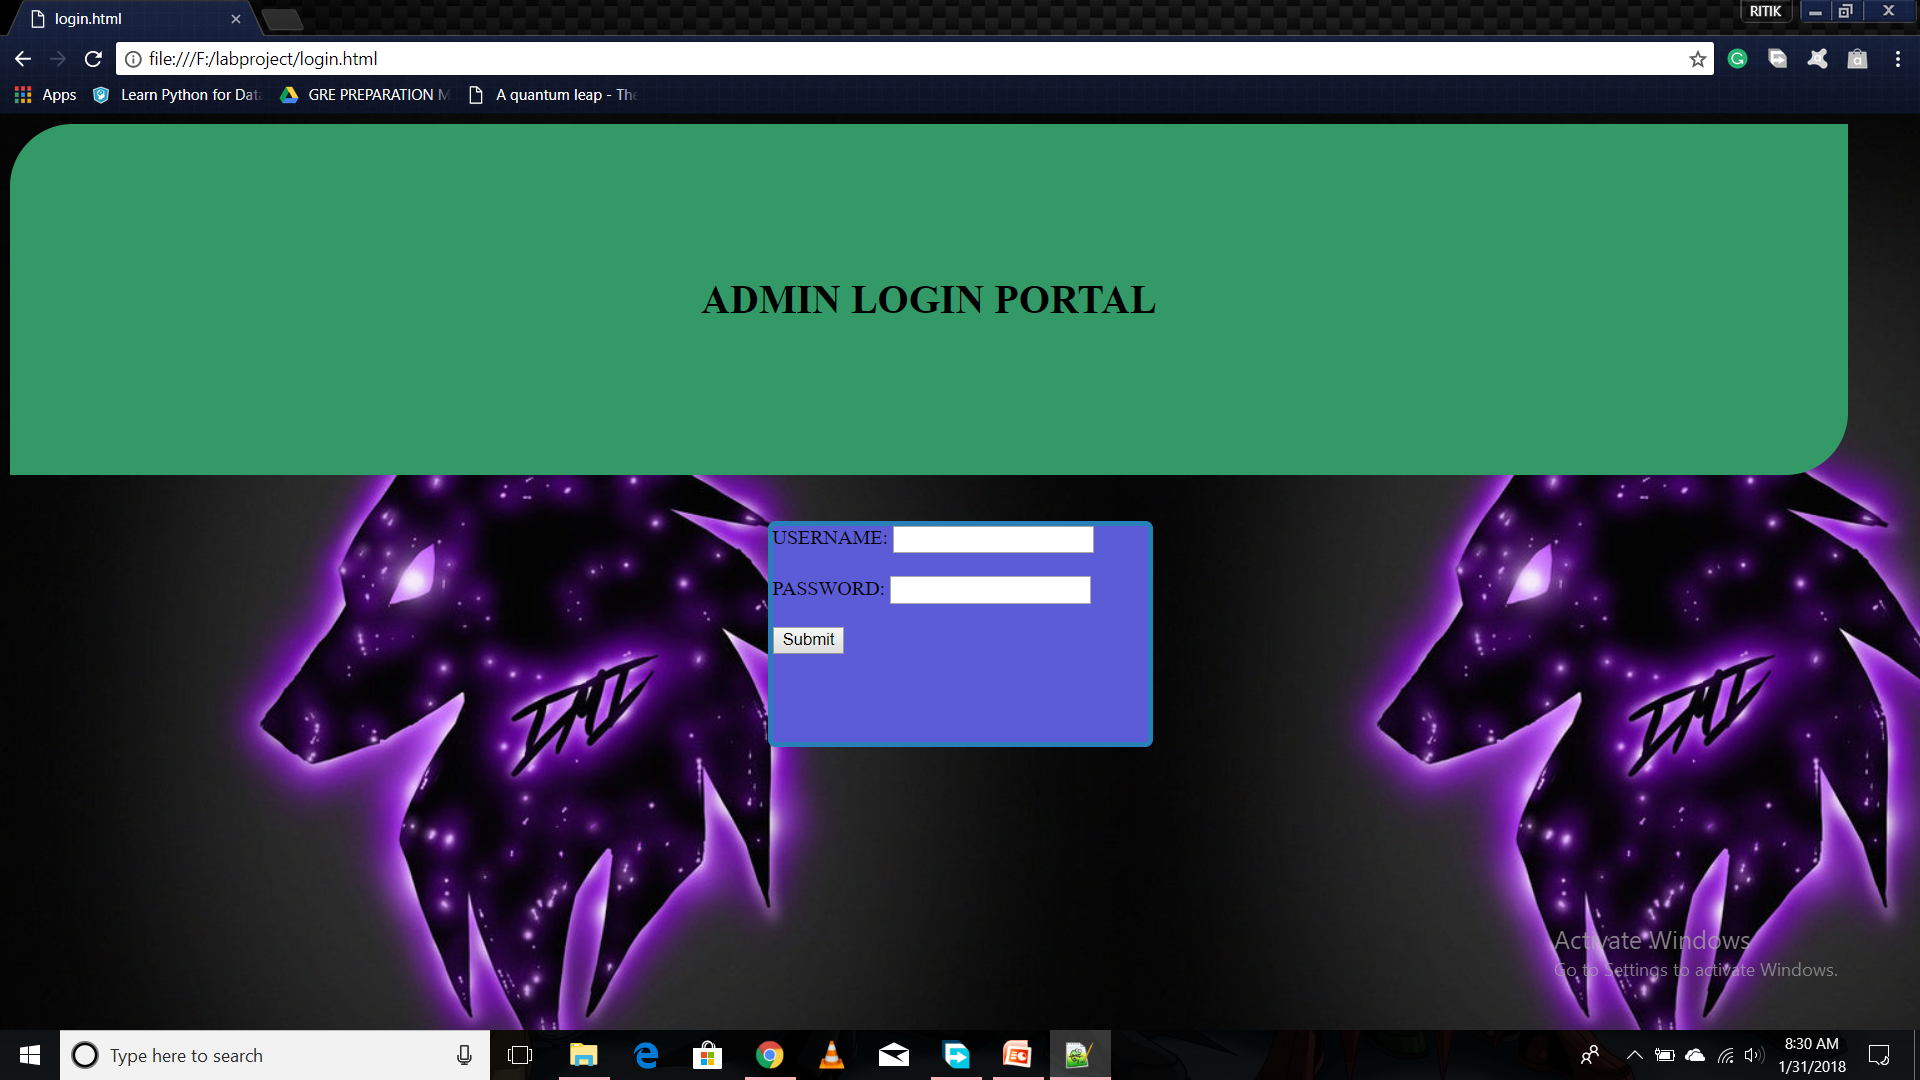 login.html
RITIK
file:///F:/labproject/login.html
Apps
Learn Python for Dat
GRE PREPARATION M
A quantum leap - The
ADMIN LOGIN PORTAL
USERNAME:
PASSWORD:
Submit
Activate Windows
Go to Settings to activate Windows.
Type here to search
8:30 AM
1/31/2018